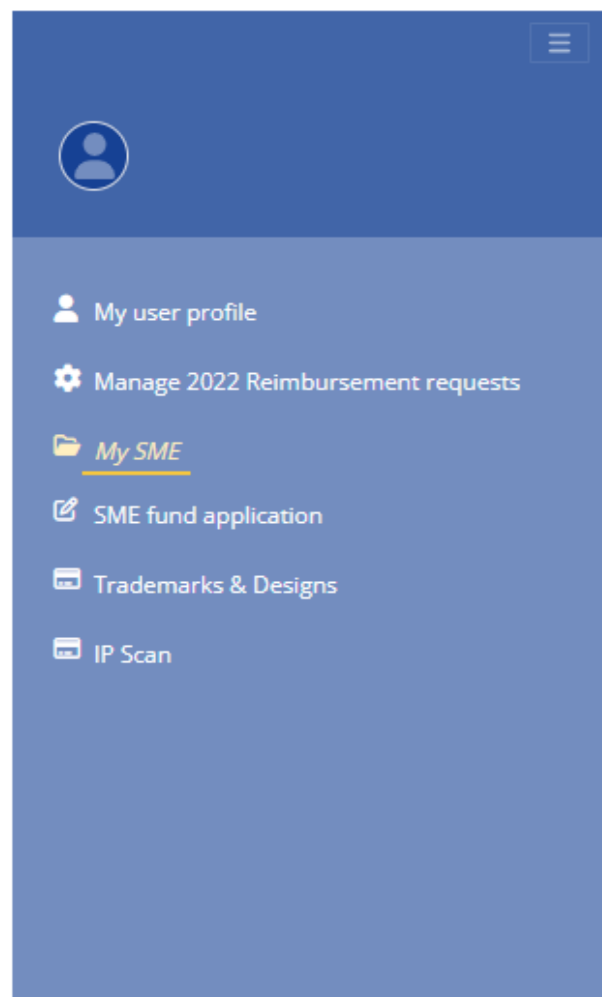 My user profile
Manage 2022 Reimbursement requests
My SME
SME fund application
Trademarks & Designs
IP Scan